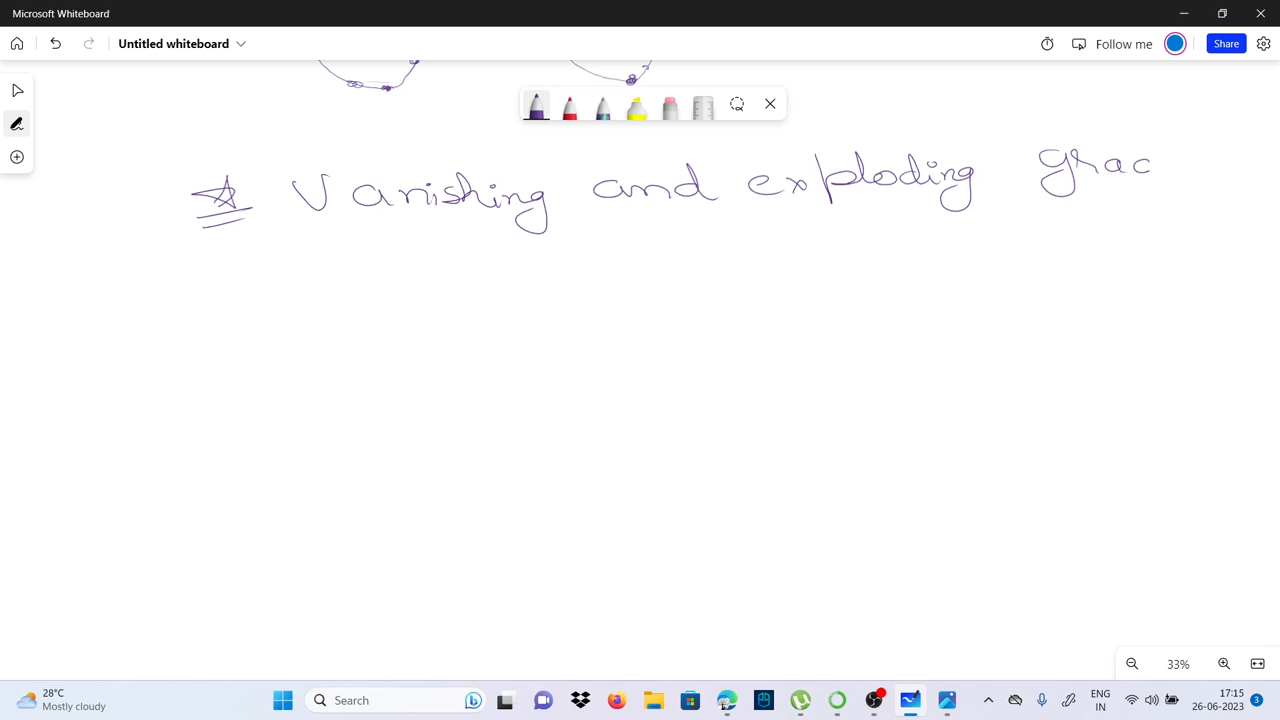 Microsoft Whiteboard
Untitled whiteboard
Follow me
Share
Vanishing and exploding grac
33%
28°C
Mostly cloudy
Search
ENG
IN
17:15
26-06-2023
3